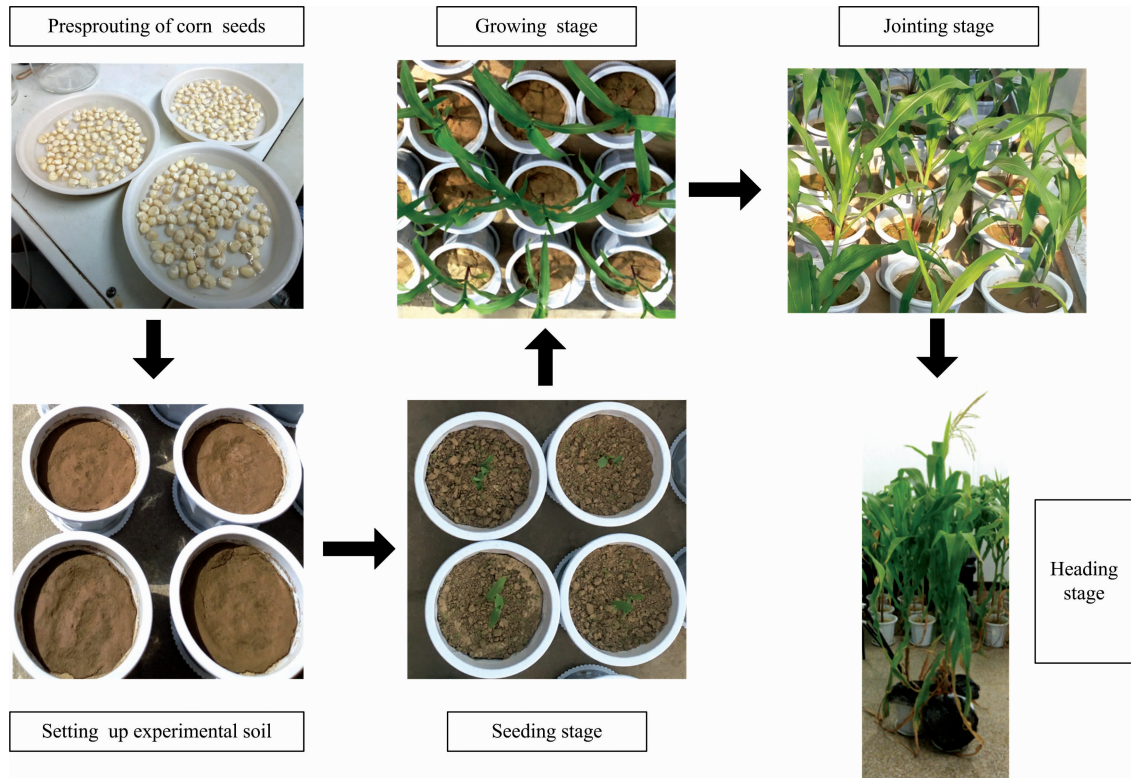 Presprouting of corn seeds
Growing stage
Jointing stage
Setting up experimental soil
Seeding stage
Heading
stage